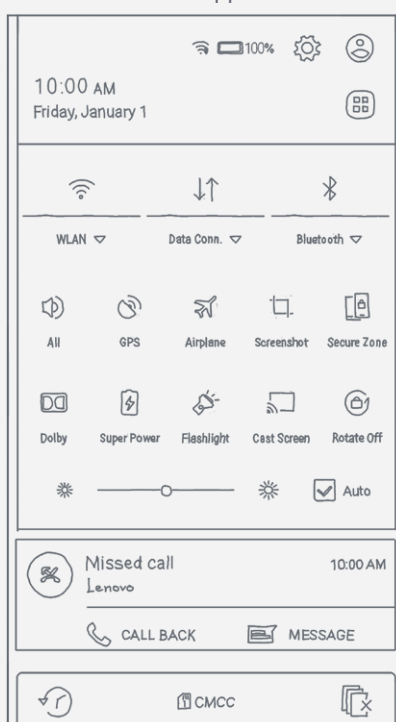 100%
10:00 AM
Friday, January 1
WLAN
Data Conn.
Bluetooth
All
GPS
Airplane
Screenshot
Secure Zone
Dolby
Super Power
Flashlight
Cast Screen
Rotate Off
Auto
Missed call
10:00 AM
Lenovo
CALL BACK
MESSAGE
CMCC